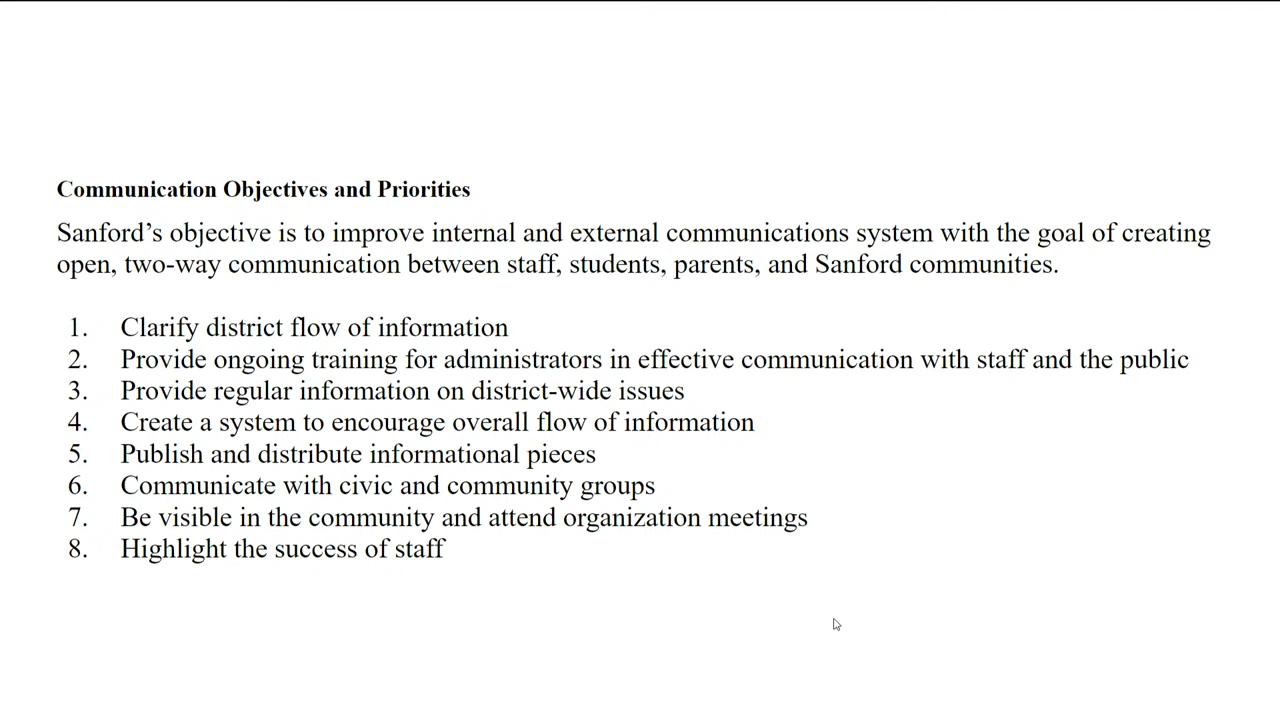 Communication Objectives and Priorities
Sanford’s objective is to improve internal and external communications system with the goal of creating
open, two-way communication between staff, students, parents, and Sanford communities.
1. Clarify district flow of information
2. Provide ongoing training for administrators in effective communication with staff and the public
3. Provide regular information on district-wide issues
4. Create a system to encourage overall flow of information
5. Publish and distribute informational pieces
6. Communicate with civic and community groups
7. Be visible in the community and attend organization meetings
8. Highlight the success of staff